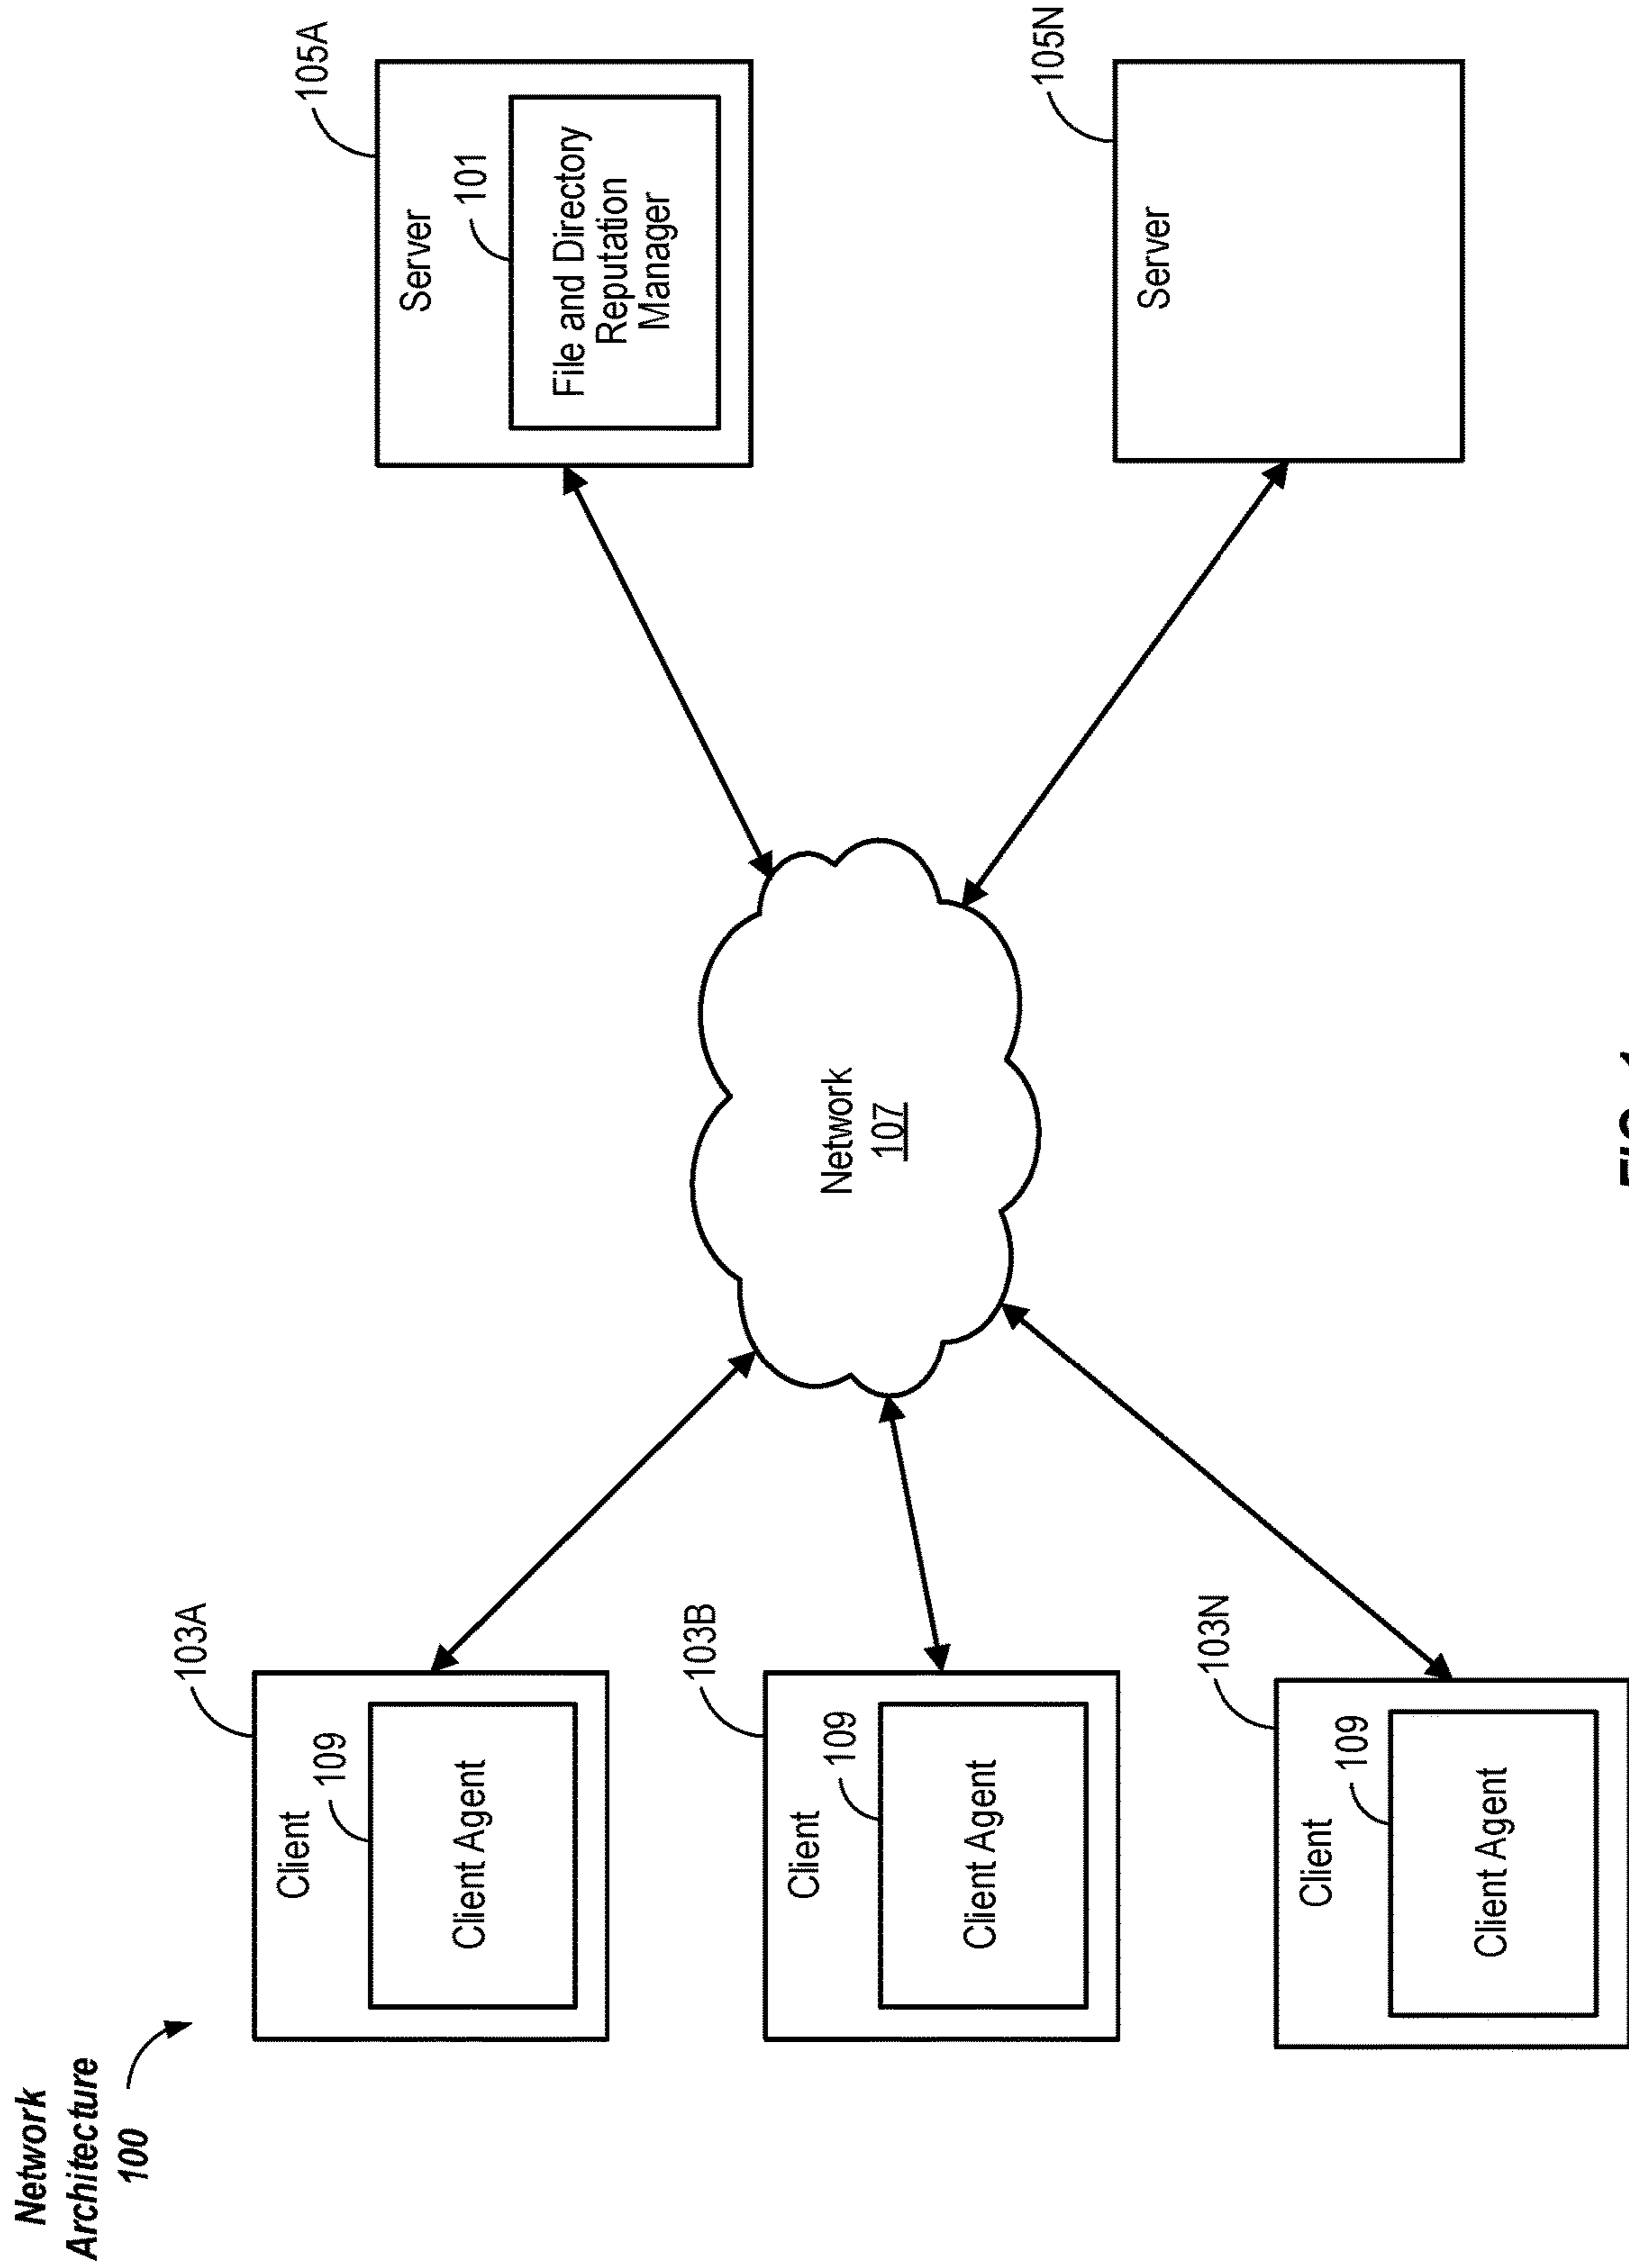 Network
Architecture
100
103A
Client
109
Client Agent
103B
Client
109
Client Agent
103N
Client
109
Client Agent
Network
107
105A
Server
101
File and Directory
Reputation
Manager
105N
Server